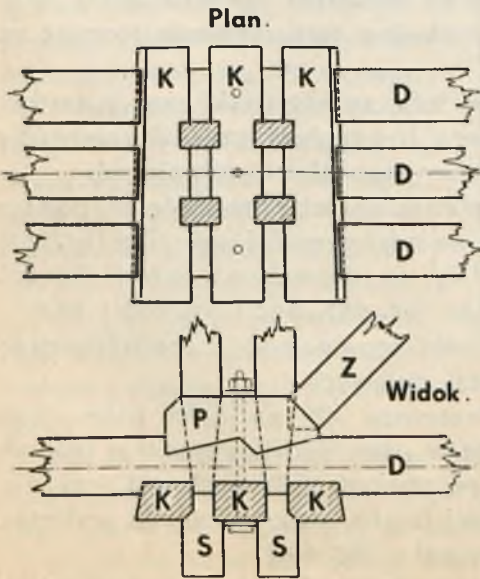 Plan.
K K K D
D
D
Z
P Widok.
D
K K K
S S